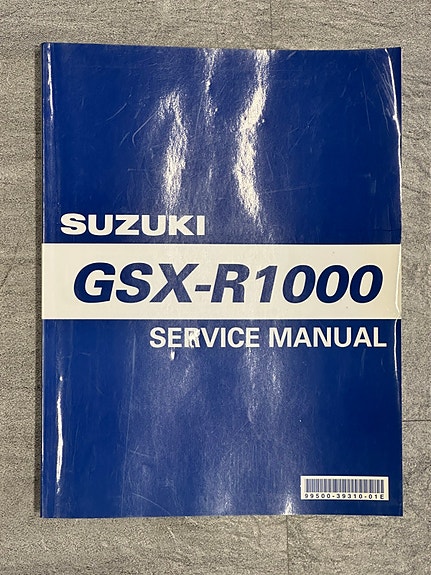 SUZUKI
GSX-R1000
SERVICE MANUAL
99500-39310-01E